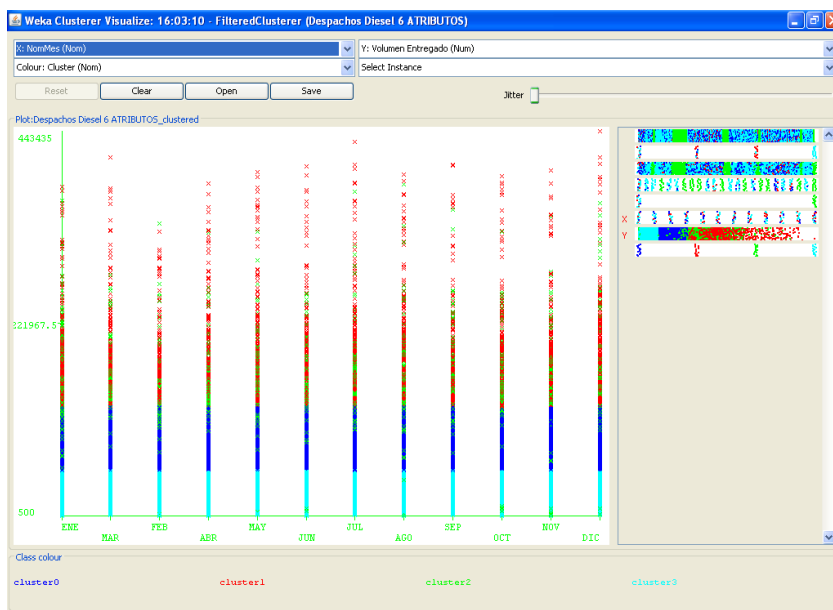 Weka Clusterer Visualize: 16:03:10 - FilteredClusterer (Despachos Diesel 6 ATRIBUTOS)
X: NomMes (Nom)
Y: Volumen Entregado (Num)
Colour: Cluster (Nom)
Select Instance
Reset
Clear
Open
Save
Jitter
Plot:Despachos Diesel 6 ATRIBUTOS_clustered
443435
X
Y
221967.5
500
ENE
FEB
MAY
JUL
SEP
NOV
MAR
ABR
JUN
AGO
OCT
DIC
Class colour
cluster0
cluster1
cluster2
cluster3